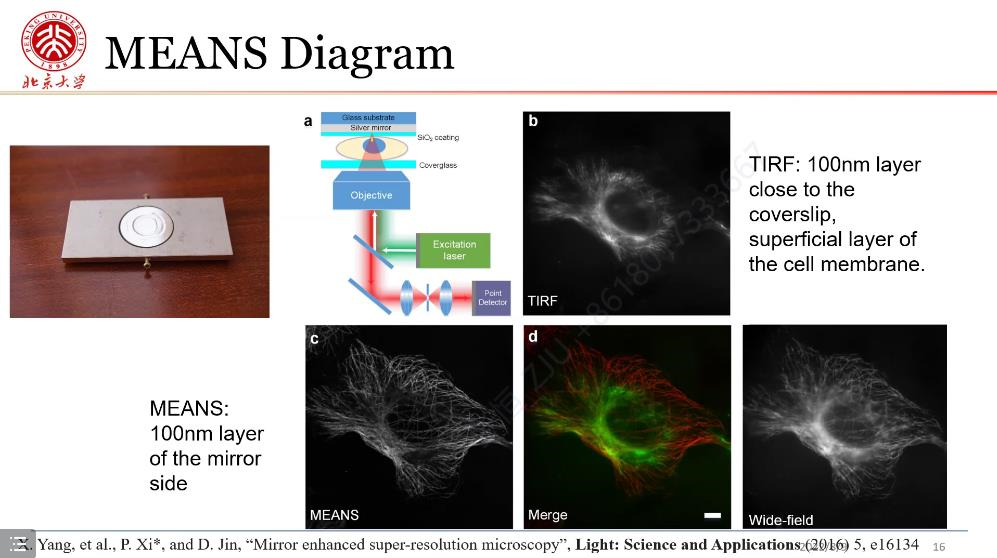 PEKING UNIVERSITY
1898
北京大学
MEANS Diagram
a
Glass substrate
Silver mirror
SiO₂ coating
Coverglass
Objective
Excitation
laser
Point
Detector
b
TIRF
TIRF: 100nm layer
close to the
coverslip,
superficial layer of
the cell membrane.
MEANS:
100nm layer
of the mirror
side
c
MEANS
d
Merge
Wide-field
X. Yang, et al., P. Xi*, and D. Jin, “Mirror enhanced super-resolution microscopy”, Light: Science and Applications (2016) 5, e16134
16